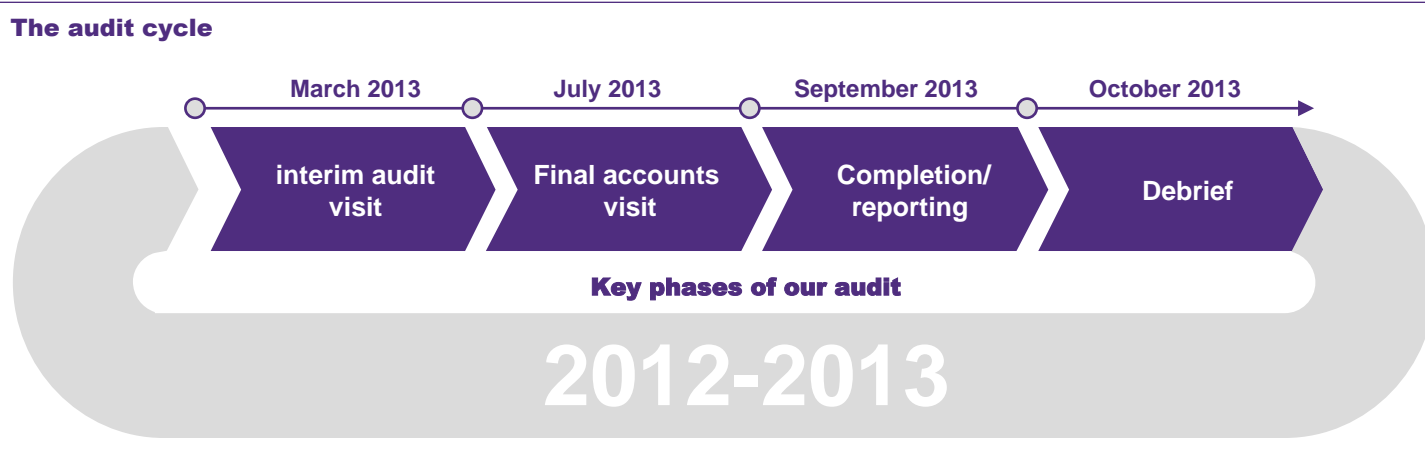 The audit cycle
March 2013 July 2013 September 2013 October 2013
interim audit
visit
Final accounts
visit
Completion/
reporting
Debrief
Key phases of our audit
2012-2013